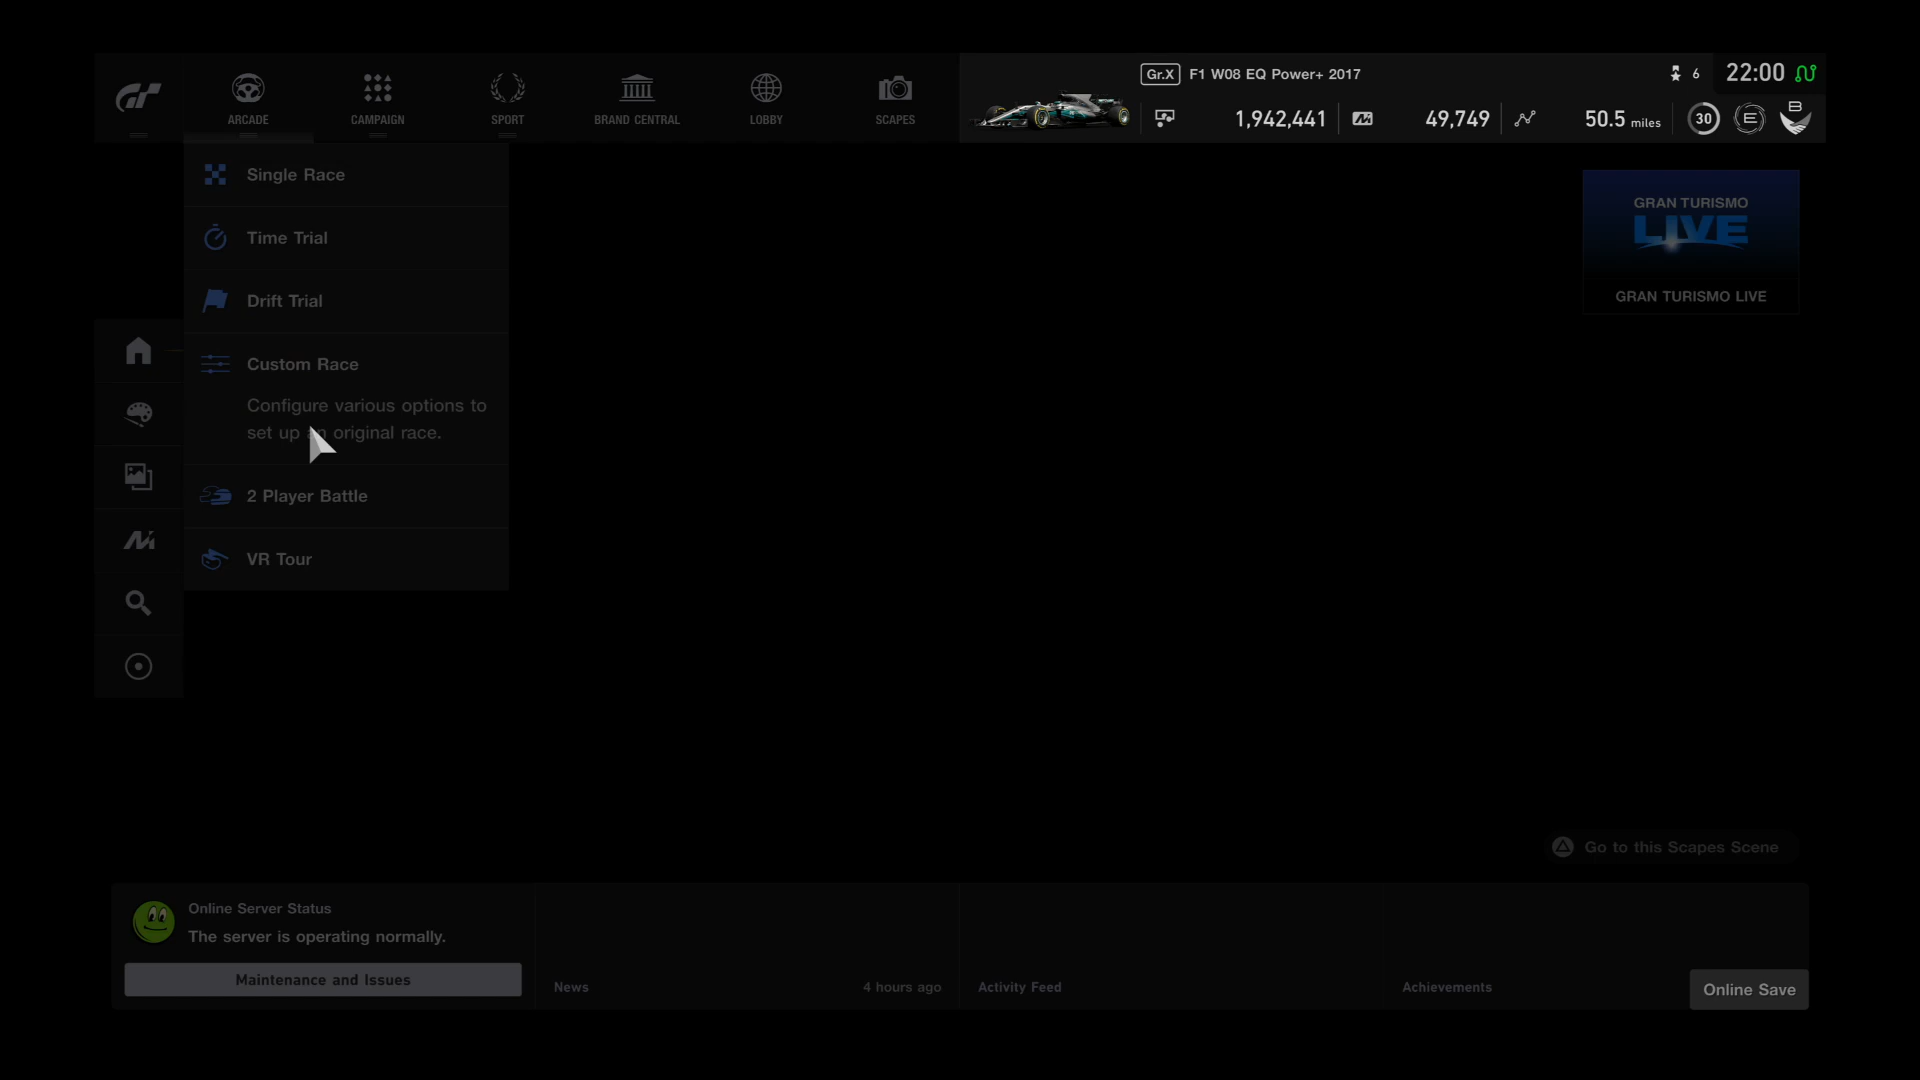 ARCADE
CAMPAIGN
SPORT
BRAND CENTRAL
LOBBY
SCAPES
Gr.X F1 W08 EQ Power+ 2017
6
22:00
1,942,441
49,749
50.5 miles
30
E
B
Single Race
Time Trial
Drift Trial
Custom Race
Configure various options to
set up an original race.
2 Player Battle
VR Tour
GRAN TURISMO
LIVE
GRAN TURISMO LIVE
Go to this Scapes Scene
Online Server Status
The server is operating normally.
Maintenance and Issues
News
4 hours ago
Activity Feed
Achievements
Online Save